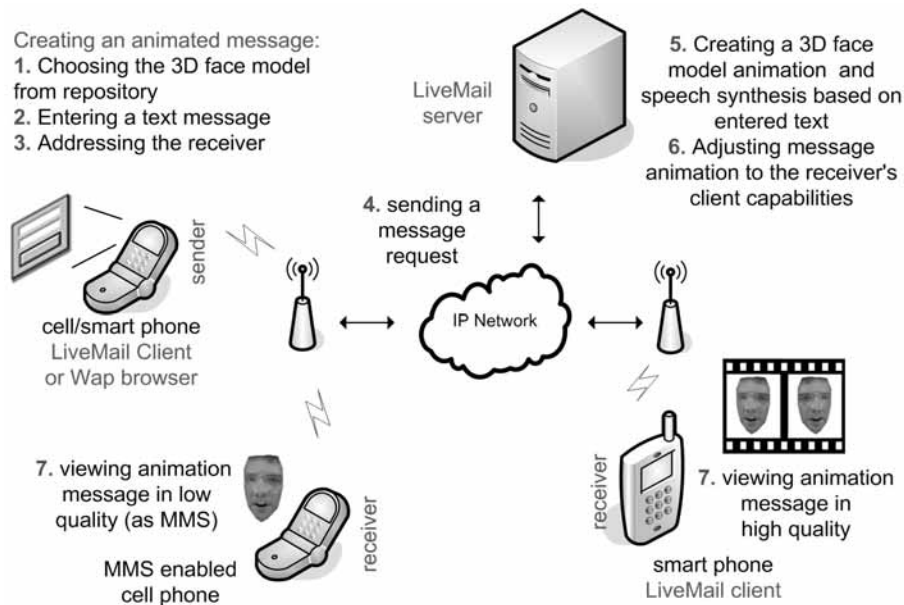 Creating an animated message:
1. Choosing the 3D face model
from repository
2. Entering a text message
3. Addressing the receiver
LiveMail
server
5. Creating a 3D face
model animation and
speech synthesis based on
entered text
6. Adjusting message
animation to the receiver's
client capabilities
4. sending a
message
request
sender
cell/smart phone
LiveMail Client
or Wap browser
IP Network
7. viewing animation
message in low
quality (as MMS)
receiver
MMS enabled
cell phone
receiver
7. viewing animation
message in
high quality
smart phone
LiveMail client